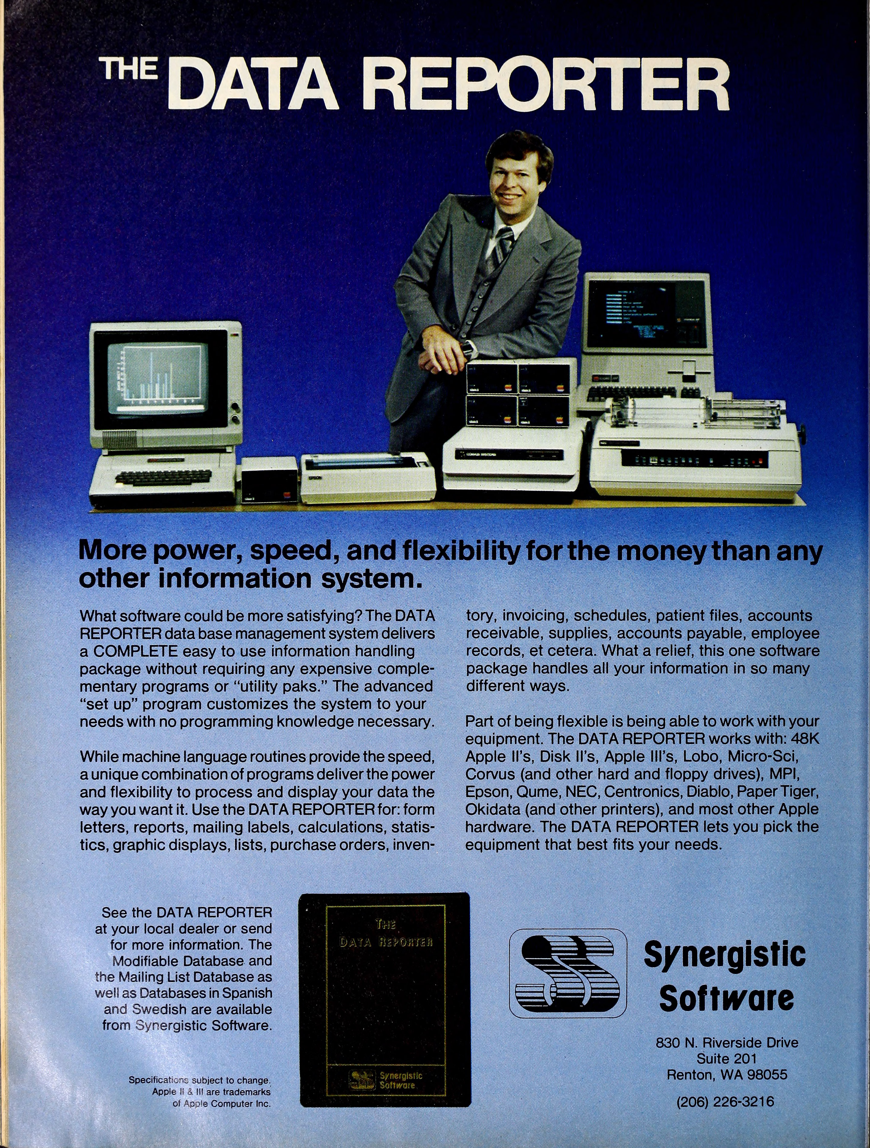 THE DATA REPORTER
EPSON
CORVUS SYSTEMS
More power, speed, and flexibility for the money than any
other information system.
What software could be more satisfying? The DATA
REPORTER data base management system delivers
a COMPLETE easy to use information handling
package without requiring any expensive comple-
mentary programs or “utility paks.” The advanced
“set up” program customizes the system to your
needs with no programming knowledge necessary.
While machine language routines provide the speed,
a unique combination of programs deliver the power
and flexibility to process and display your data the
way you want it. Use the DATA REPORTER for: form
letters, reports, mailing labels, calculations, statis-
tics, graphic displays, lists, purchase orders, inven-
tory, invoicing, schedules, patient files, accounts
receivable, supplies, accounts payable, employee
records, et cetera. What a relief, this one software
package handles all your information in so many
different ways.
Part of being flexible is being able to work with your
equipment. The DATA REPORTER works with: 48K
Apple II's, Disk II's, Apple III's, Lobo, Micro-Sci,
Corvus (and other hard and floppy drives), MPI,
Epson, Qume, NEC, Centronics, Diablo, Paper Tiger,
Okidata (and other printers), and most other Apple
hardware. The DATA REPORTER lets you pick the
equipment that best fits your needs.
See the DATA REPORTER
at your local dealer or send
for more information. The
Modifiable Database and
the Mailing List Database as
well as Databases in Spanish
and Swedish are available
from Synergistic Software.
Specifications subject to change.
Apple II & III are trademarks
of Apple Computer Inc.
THE
DATA REPORTER
Synergistic
Software
Synergistic
Software
830 N. Riverside Drive
Suite 201
Renton, WA 98055
(206) 226-3216